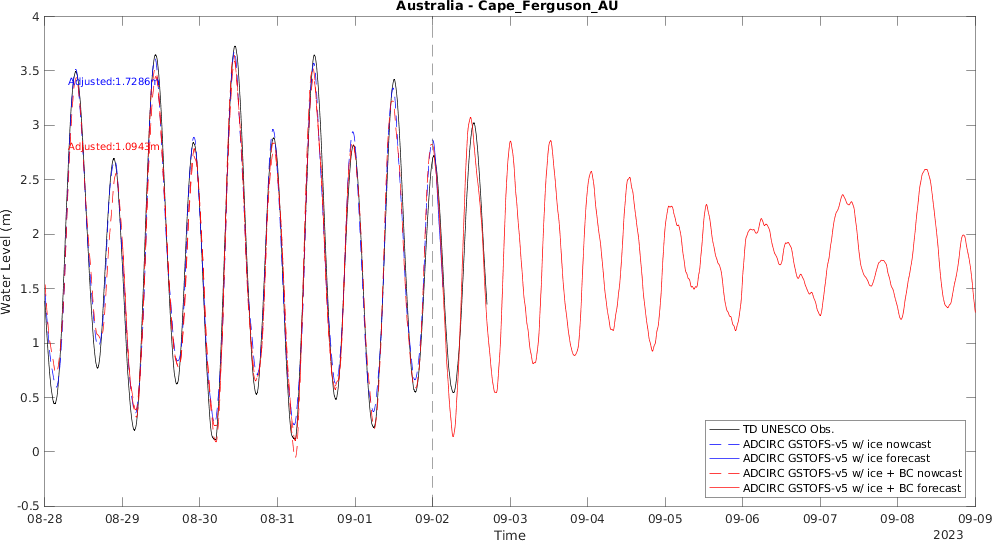 Australia - Cape_Ferguson_AU
4
3.5
3
2.5
2
1.5
1
0.5
0
-0.5
Water Level (m)
Adjusted:1.7286m
Adjusted:1.0943m
TD UNESCO Obs.
ADCIRC GSTOFS-v5 w/ ice nowcast
ADCIRC GSTOFS-v5 w/ ice forecast
ADCIRC GSTOFS-v5 w/ ice + BC nowcast
ADCIRC GSTOFS-v5 w/ ice + BC forecast
08-28 08-29 08-30 08-31 09-01 09-02 09-03 09-04 09-05 09-06 09-07 09-08 09-09
Time
2023